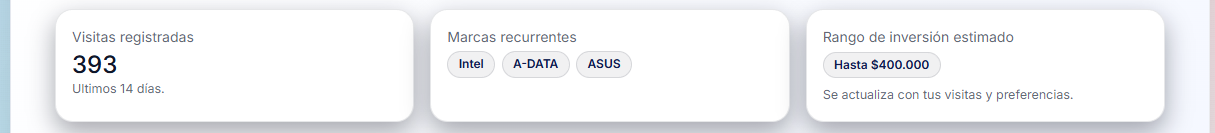 Visitas registradas
393
Ultimos 14 días.
Marcas recurrentes
Intel A-DATA ASUS
Rango de inversión estimado
Hasta $400.000
Se actualiza con tus visitas y preferencias.